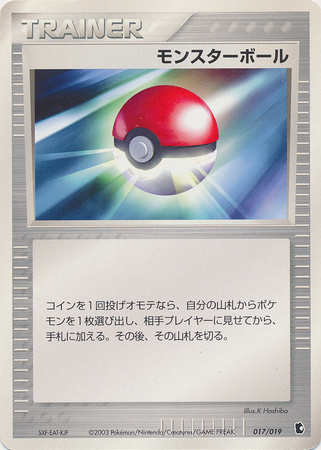 TRAINER
モンスターボール
コインを1回投げオモテなら、自分の山札からポケ
モンを1枚選び出し、相手プレイヤーに見せてから、
手札に加える。その後、その山札を切る。
Illus.K Hoshiba
SXF-EAT-K/F
©2003 Pokémon/Nintendo/Creatures/GAME FREAK
017/019